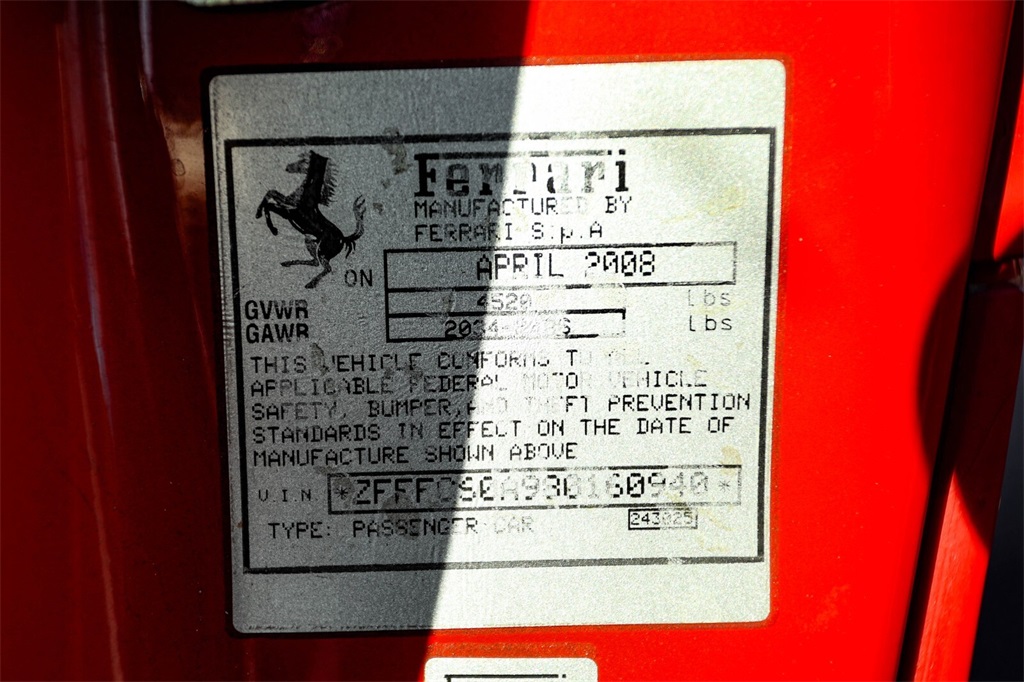 Ferrari
MANUFACTURED BY
FERRARI S.p.A
ON APRIL 2008
GVWR 4520 lbs
GAWR lbs
THIS VEHICLE CONFORMS TO ALL
APPLICABLE FEDERAL MOTOR VEHICLE
SAFETY, BUMPER, AND THEFT PREVENTION
STANDARDS IN EFFECT ON THE DATE OF
MANUFACTURE SHOWN ABOVE
V.I.N
TYPE: PASSENGER CAR 243025